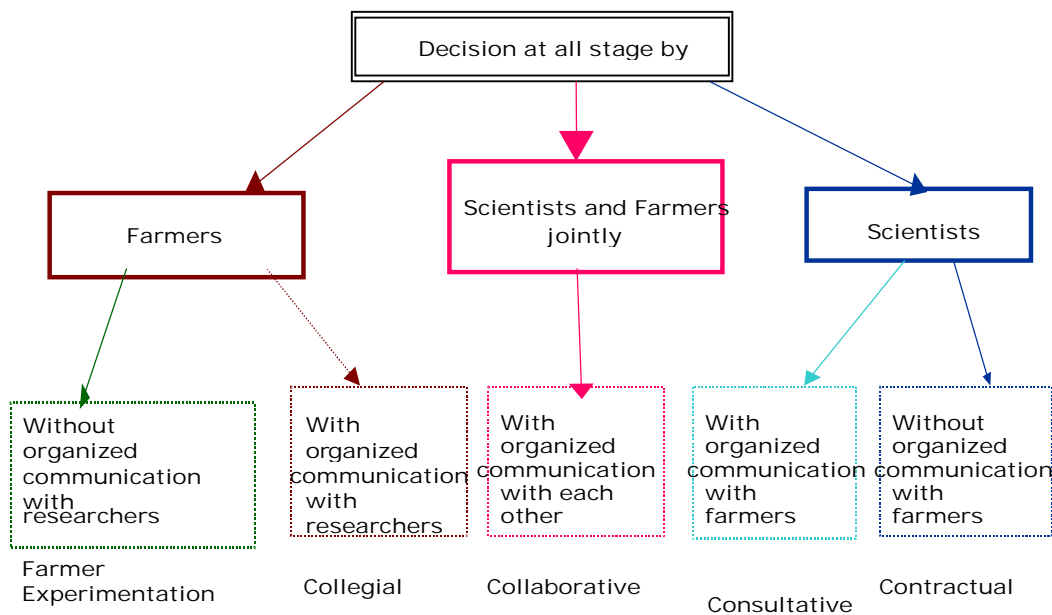 Decision at all stage by
Farmers
Scientists and Farmers
jointly
Scientists
Without
organized
communication
with
researchers
With
organized
communication
with
researchers
With
organized
communication
with each
other
With
organized
communication
with
farmers
Without
organized
communication
with
farmers
Farmer
Experimentation
Collegial
Collaborative
Consultative
Contractual